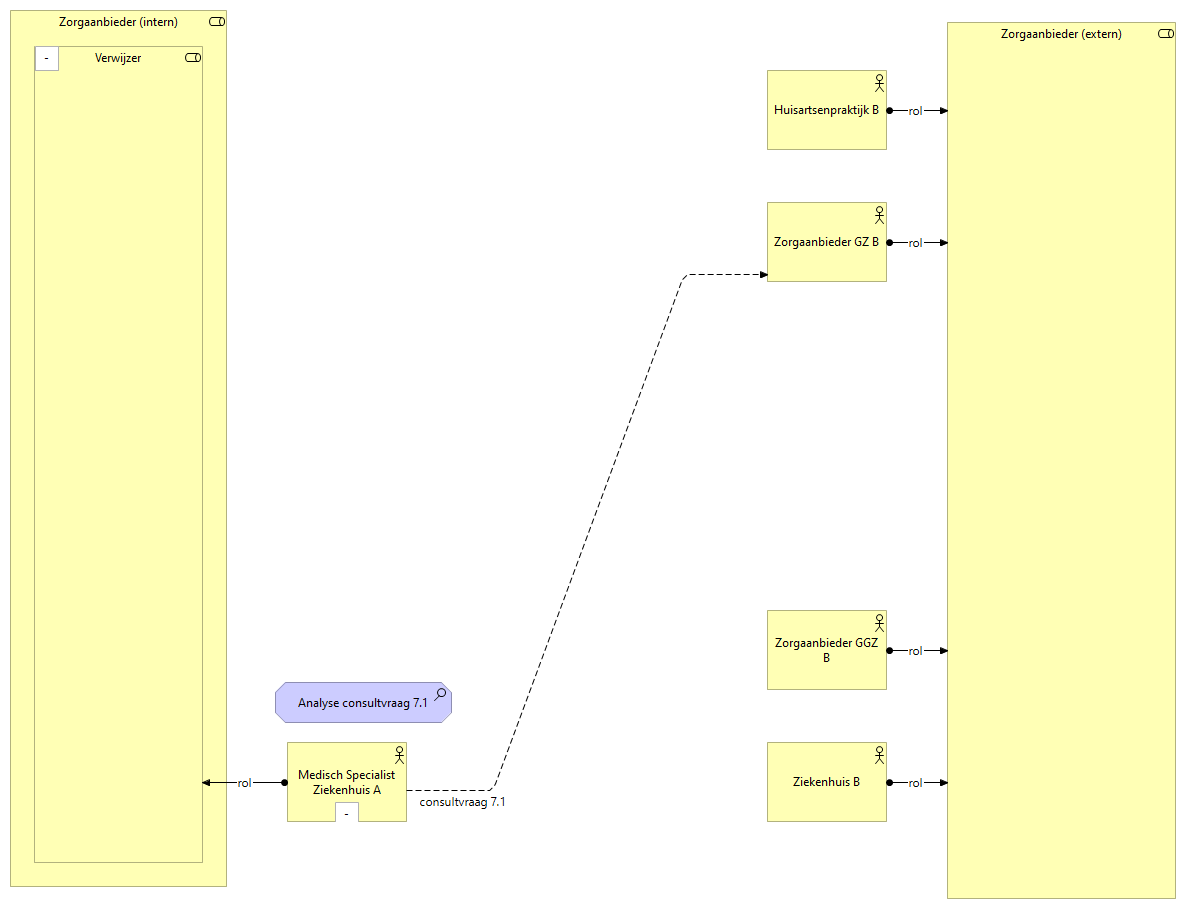 Zorgaanbieder (intern)
-
Verwijzer
Zorgaanbieder (extern)
Huisartsenpraktijk B
rol
Zorgaanbieder GZ B
rol
Zorgaanbieder GGZ
B
rol
Analyse consultvraag 7.1
rol
Medisch Specialist
Ziekenhuis A
-
consultvraag 7.1
Ziekenhuis B
rol